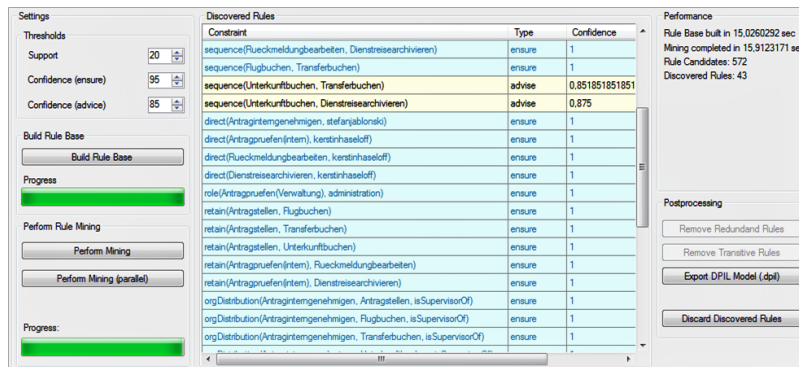 Settings
Thresholds
Support 20
Confidence (ensure) 95
Confidence (advice) 85
Build Rule Base
Build Rule Base
Progress
Perform Rule Mining
Perform Mining
Perform Mining (parallel)
Progress:
Discovered Rules
Constraint Type Confidence
sequence(Rueckmeldungbearbeiten, Dienstreisearchivieren) ensure 1
sequence(Flugbuchen, Transferbuchen) ensure 1
sequence(Unterkunftbuchen, Transferbuchen) advise 0,851851851851
sequence(Unterkunftbuchen, Dienstreisearchivieren) advise 0,875
direct(Antraginterngenehmigen, stefanjablonski) ensure 1
direct(Antragpruefen(intern), kerstinhaseloff) ensure 1
direct(Rueckmeldungbearbeiten, kerstinhaseloff) ensure 1
direct(Dienstreisearchivieren, kerstinhaseloff) ensure 1
role(Antragpruefen(Verwaltung), administration) ensure 1
retain(Antragstellen, Flugbuchen) ensure 1
retain(Antragstellen, Transferbuchen) ensure 1
retain(Antragstellen, Unterkunftbuchen) ensure 1
retain(Antragpruefen(intern), Rueckmeldungbearbeiten) ensure 1
retain(Antragpruefen(intern), Dienstreisearchivieren) ensure 1
orgDistribution(Antraginterngenehmigen, Antragstellen, isSupervisorOf) ensure 1
orgDistribution(Antraginterngenehmigen, Flugbuchen, isSupervisorOf) ensure 1
orgDistribution(Antraginterngenehmigen, Transferbuchen, isSupervisorOf) ensure 1
Performance
Rule Base built in 15,0260292 sec
Mining completed in 15,9123171 se
Rule Candidates: 572
Discovered Rules: 43
Postprocessing
Remove Redundand Rules
Remove Transitive Rules
Export DPIL Model (.dpil)
Discard Discovered Rules